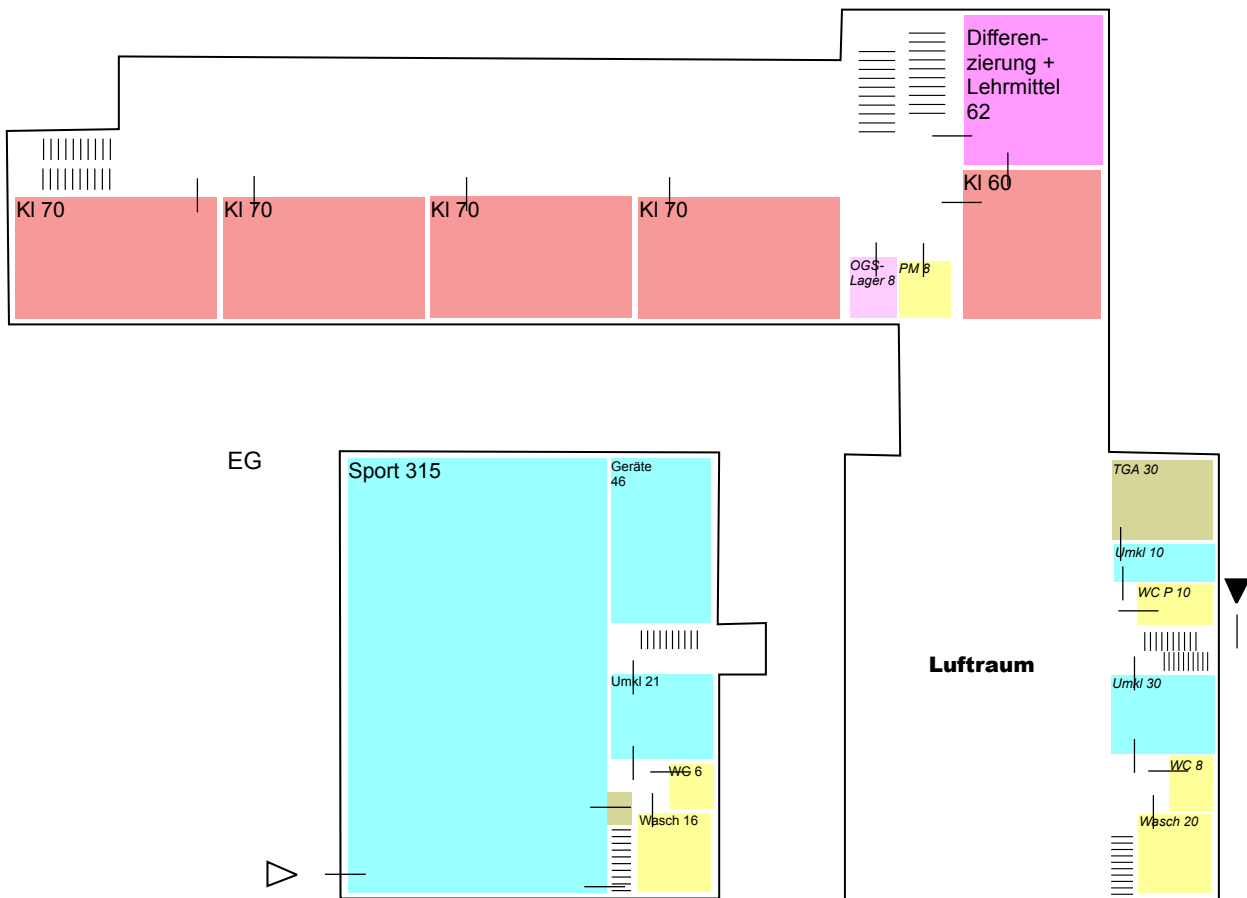 Differen-
zierung +
Lehrmittel
62
Kl 70
Kl 70
Kl 70
Kl 70
Kl 60
OGS-
Lager 8
PM 8
EG
Sport 315
Geräte
46
TGA 30
Umkl 10
WC P 10
Luftraum
Umkl 21
Umkl 30
WC 6
WC 8
Wasch 16
Wasch 20